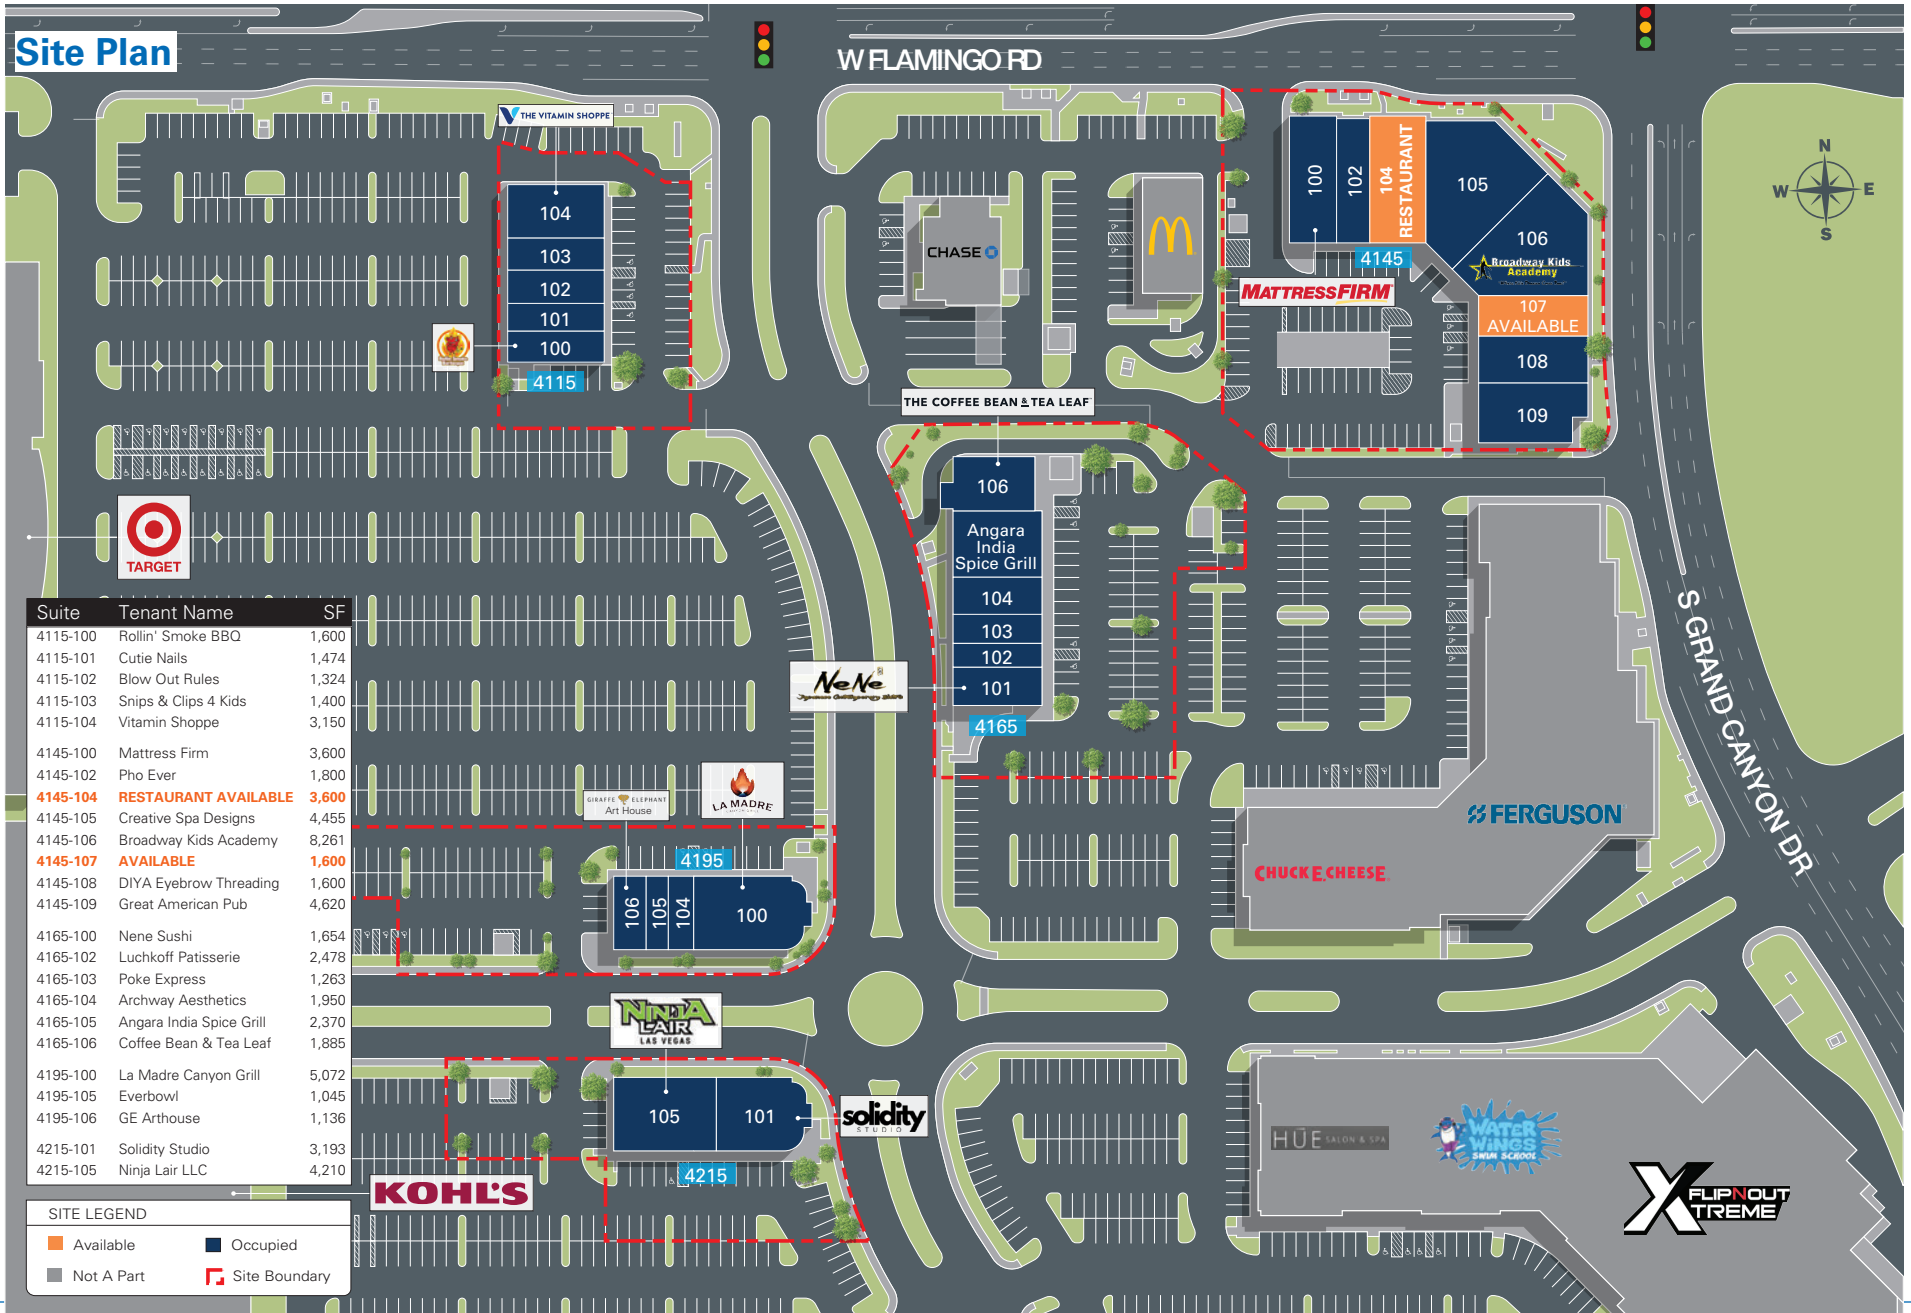 Site Plan
W FLAMINGO RD
THE VITAMIN SHOPPE
104
103
102
101
100
4115
CHASE
100
102
104
RESTAURANT
105
106
Broadway Kids
Academy
4145
MATTRESSFIRM
107
AVAILABLE
108
109
N
W
E
S
THE COFFEE BEAN & TEA LEAF
106
Angara
India
Spice Grill
104
103
102
101
4165
NeNe
TARGET
S GRAND CANYON DR
FERGUSON
CHUCK E. CHEESE
GIRAFFE ELEPHANT
Art House
LA MADRE
4195
106
105
104
100
NINJA
LAIR
LAS VEGAS
105
101
4215
solidity
STUDIO
KOHL'S
HUE SALON & SPA
WATER
WINGS
SWIM SCHOOL
FLIPNOUT
XTREME
Suite Tenant Name SF
4115-100 Rollin' Smoke BBQ 1,600
4115-101 Cutie Nails 1,474
4115-102 Blow Out Rules 1,324
4115-103 Snips & Clips 4 Kids 1,400
4115-104 Vitamin Shoppe 3,150
4145-100 Mattress Firm 3,600
4145-102 Pho Ever 1,800
4145-104 RESTAURANT AVAILABLE 3,600
4145-105 Creative Spa Designs 4,455
4145-106 Broadway Kids Academy 8,261
4145-107 AVAILABLE 1,600
4145-108 DIYA Eyebrow Threading 1,600
4145-109 Great American Pub 4,620
4165-100 Nene Sushi 1,654
4165-102 Luchkoff Patisserie 2,478
4165-103 Poke Express 1,263
4165-104 Archway Aesthetics 1,950
4165-105 Angara India Spice Grill 2,370
4165-106 Coffee Bean & Tea Leaf 1,885
4195-100 La Madre Canyon Grill 5,072
4195-105 Everbowl 1,045
4195-106 GE Arthouse 1,136
4215-101 Solidity Studio 3,193
4215-105 Ninja Lair LLC 4,210
SITE LEGEND
Available
Occupied
Not A Part
Site Boundary